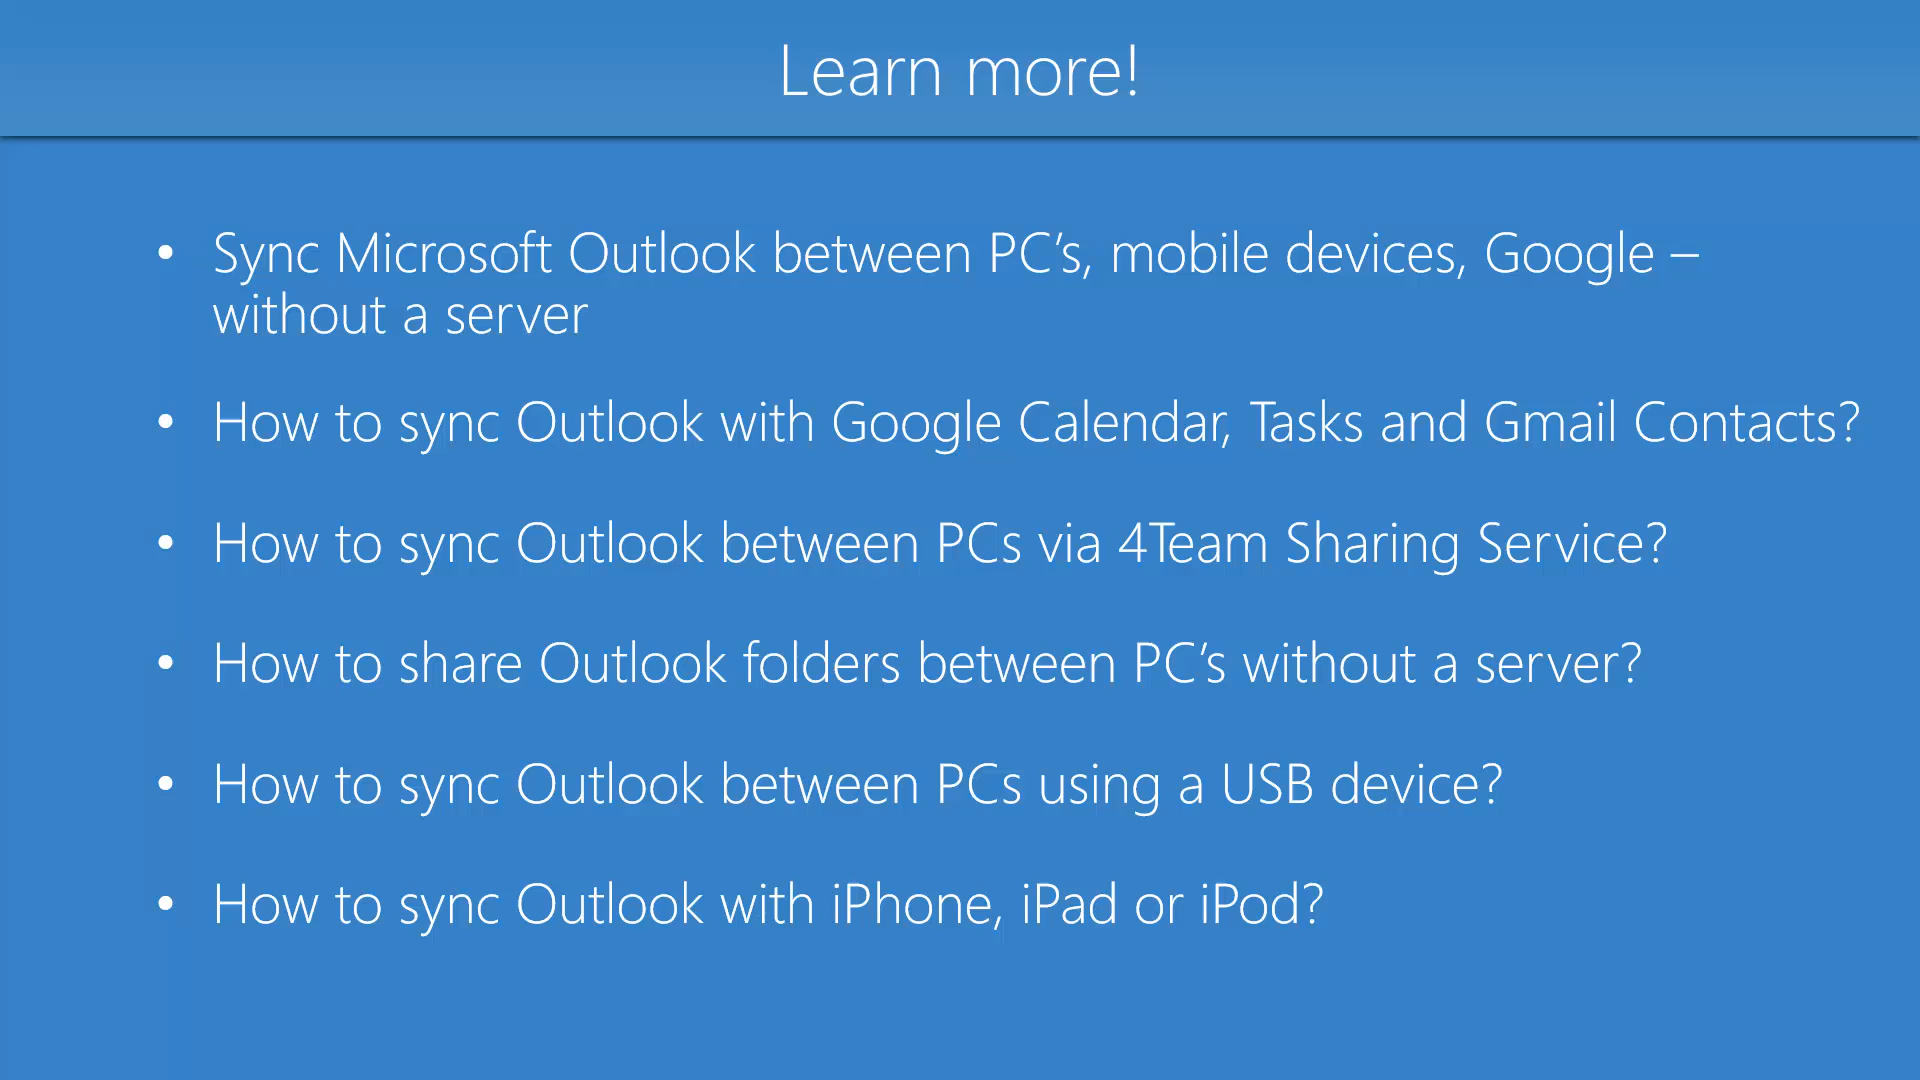 Learn more!
• Sync Microsoft Outlook between PC’s, mobile devices, Google –
without a server
• How to sync Outlook with Google Calendar, Tasks and Gmail Contacts?
• How to sync Outlook between PCs via 4Team Sharing Service?
• How to share Outlook folders between PC’s without a server?
• How to sync Outlook between PCs using a USB device?
• How to sync Outlook with iPhone, iPad or iPod?